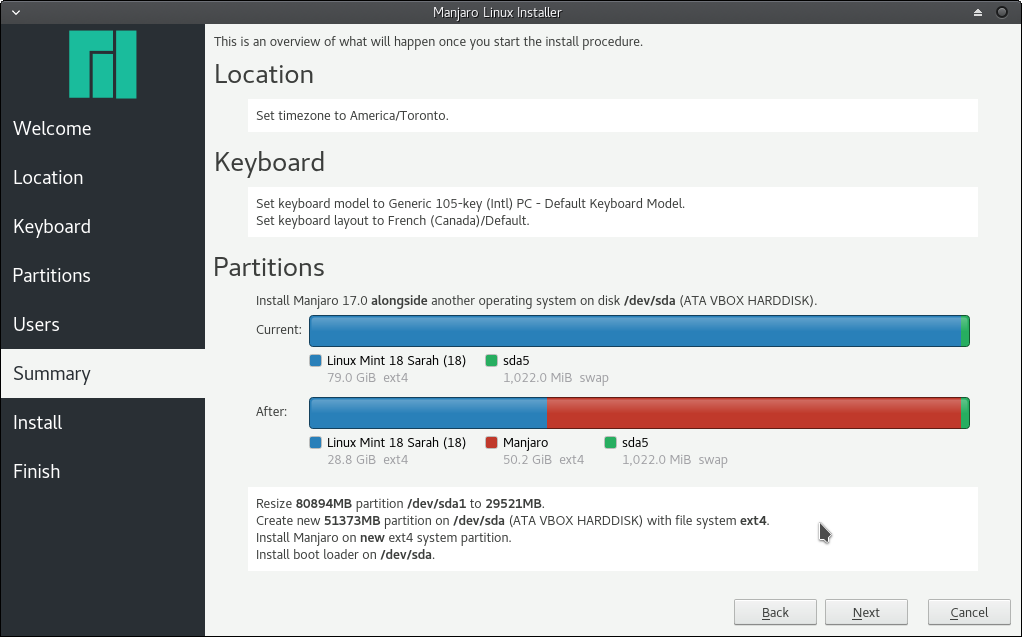 Manjaro Linux Installer
Welcome
Location
Keyboard
Partitions
Users
Summary
Install
Finish
This is an overview of what will happen once you start the install procedure.
Location
Set timezone to America/Toronto.
Keyboard
Set keyboard model to Generic 105-key (Intl) PC - Default Keyboard Model.
Set keyboard layout to French (Canada)/Default.
Partitions
Install Manjaro 17.0 alongside another operating system on disk /dev/sda (ATA VBOX HARDDISK).
Current:
Linux Mint 18 Sarah (18) sda5
79.0 GiB ext4 1,022.0 MiB swap
After:
Linux Mint 18 Sarah (18) Manjaro sda5
28.8 GiB ext4 50.2 GiB ext4 1,022.0 MiB swap
Resize 80894MB partition /dev/sda1 to 29521MB.
Create new 51373MB partition on /dev/sda (ATA VBOX HARDDISK) with file system ext4.
Install Manjaro on new ext4 system partition.
Install boot loader on /dev/sda.
Back Next Cancel